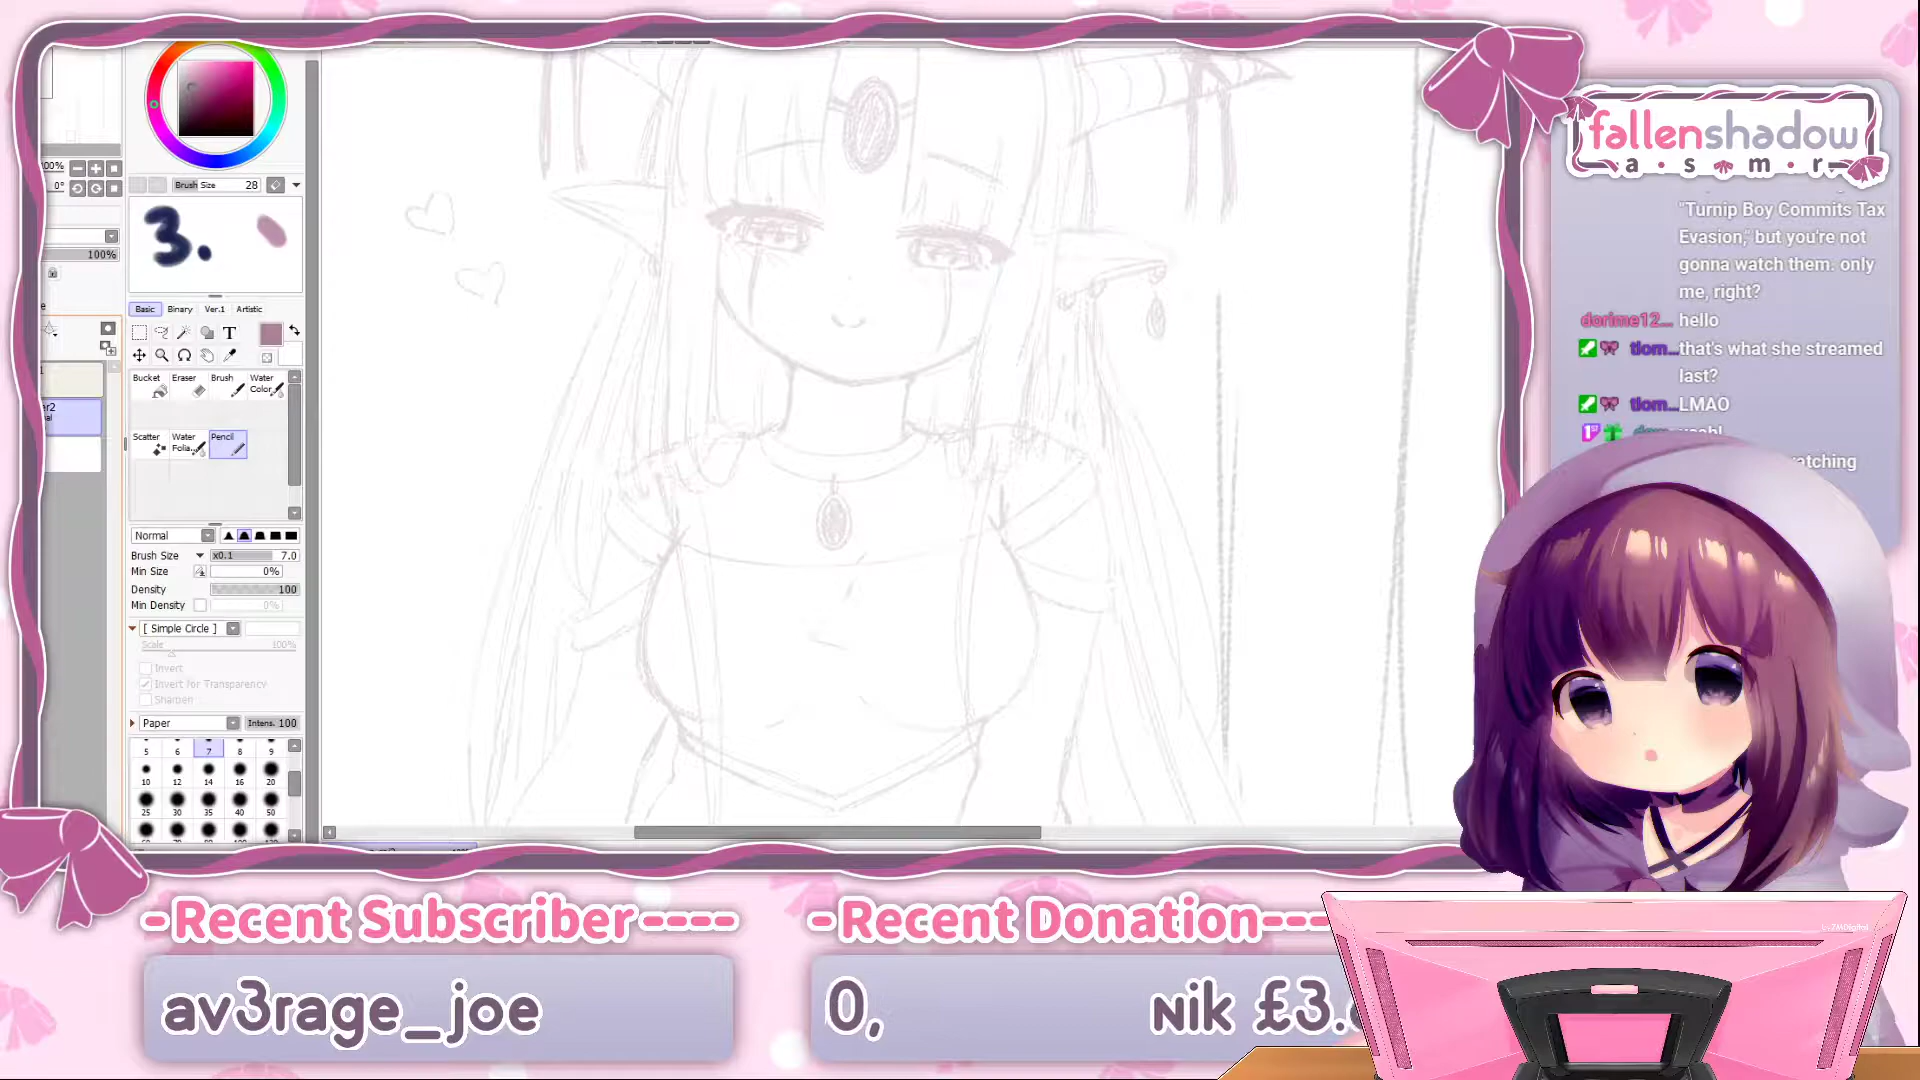 fallenshadow
a·s·m·r
"Turnip Boy Commits Tax
Evasion," but you're not
gonna watch them. only
me, right?
dorime12... hello
tlom... that's what she streamed
last?
tlom... LMAO
00%
0°
100%
Brush Size 28
3.
Basic Binary Ver.1 Artistic
T
Bucket Eraser Brush Water
Color
Scatter Water Pencil
Folia...
Normal
Brush Size x0.1 7.0
Min Size 0%
Density 100
Min Density 0%
[ Simple Circle ]
Scale 100%
Invert
Invert for Transparency
Sharpen
Paper Intens. 100
5 6 7 8 9
10 12 14 16 20
25 30 35 40 50
-Recent Subscriber----
av3rage_joe
-Recent Donation---
0, nik £3.